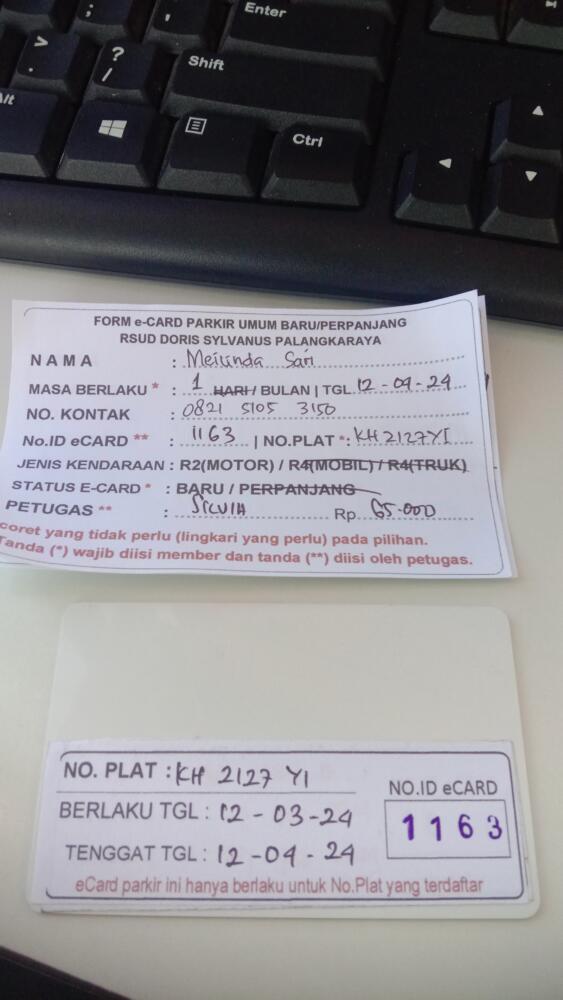 Enter
>
.
?
/
Shift
Alt
Ctrl
FORM e-CARD PARKIR UMUM BARU/PERPANJANG
RSUD DORIS SYLVANUS PALANGKARAYA
NAMA : Meilinda Sari
MASA BERLAKU * : 1 HARI / BULAN | TGL 12 - 04 - 24
NO. KONTAK : 0821 5105 3150
No.ID eCARD ** : 1163 | NO.PLAT *: KH 2127 YI
JENIS KENDARAAN : R2(MOTOR) / R4(MOBIL) / R4(TRUK)
STATUS E-CARD * : BARU / PERPANJANG
PETUGAS ** : SILVIA Rp 65.000
coret yang tidak perlu (lingkari yang perlu) pada pilihan.
Tanda (*) wajib diisi member dan tanda (**) diisi oleh petugas.
NO. PLAT : KH 2127 YI
NO.ID eCARD
BERLAKU TGL : 12 - 03 - 24
1163
TENGGAT TGL : 12 - 04 - 24
eCard parkir ini hanya berlaku untuk No.Plat yang terdaftar